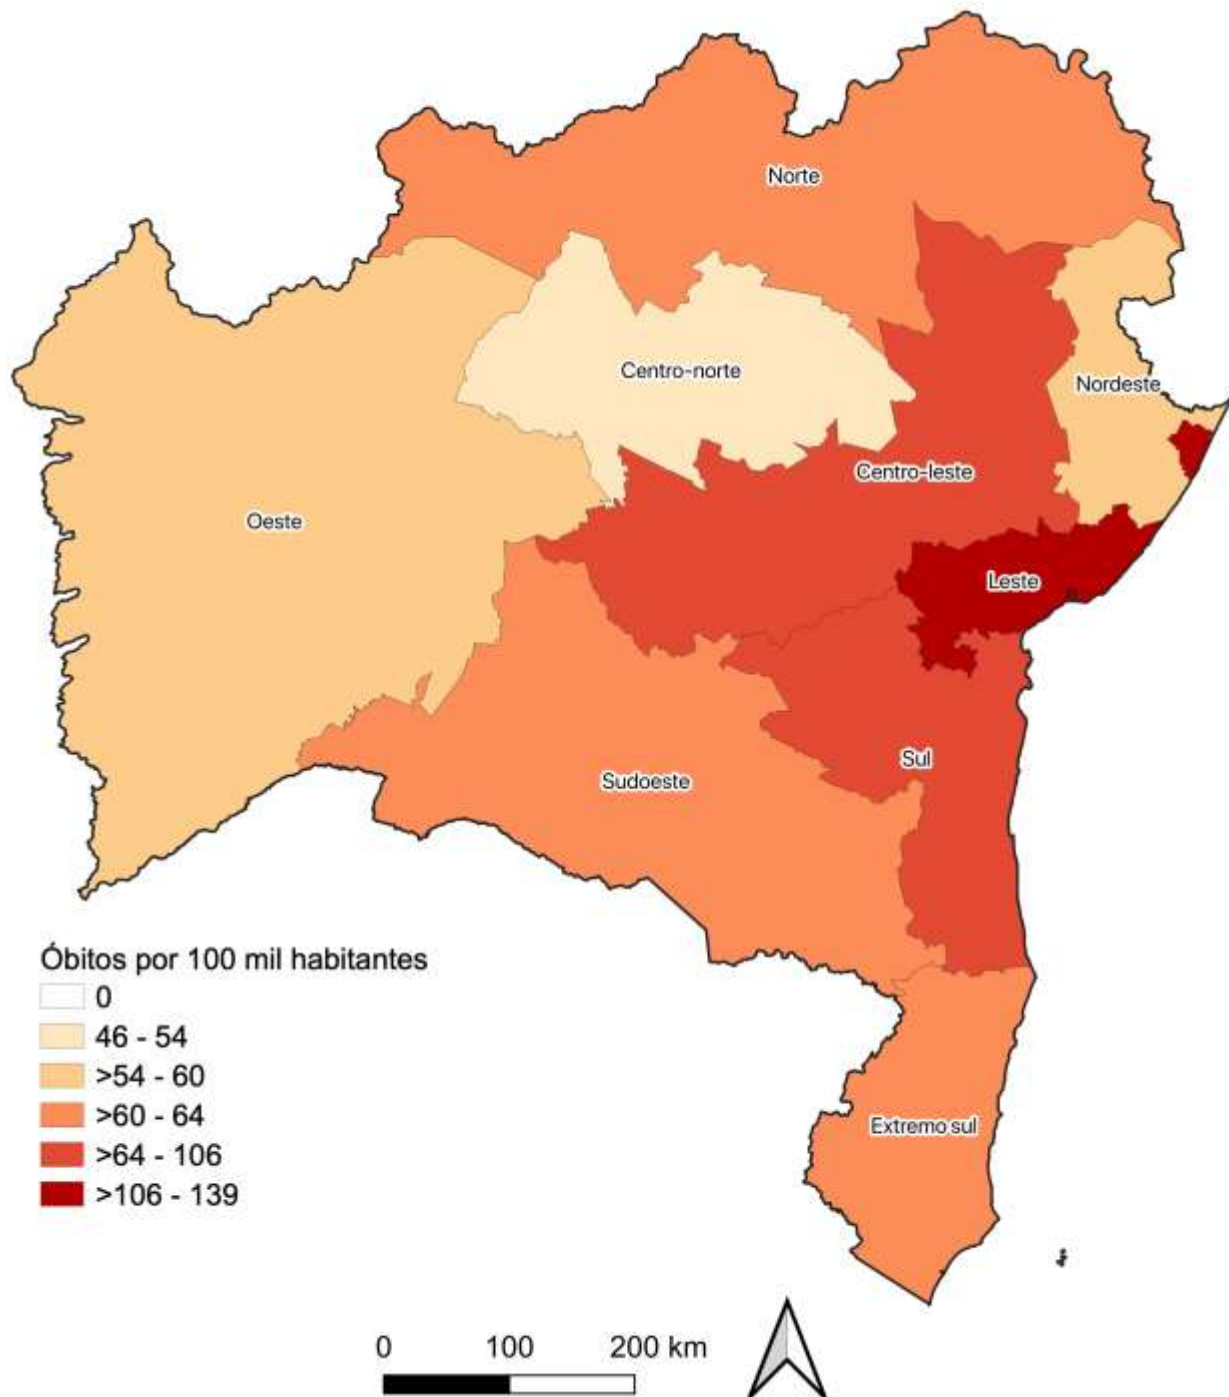 Norte
Centro-norte
Nordeste
Centro-leste
Oeste
Leste
Sul
Sudoeste
Extremo sul
Óbitos por 100 mil habitantes
0
46 - 54
>54 - 60
>60 - 64
>64 - 106
>106 - 139
0 100 200 km